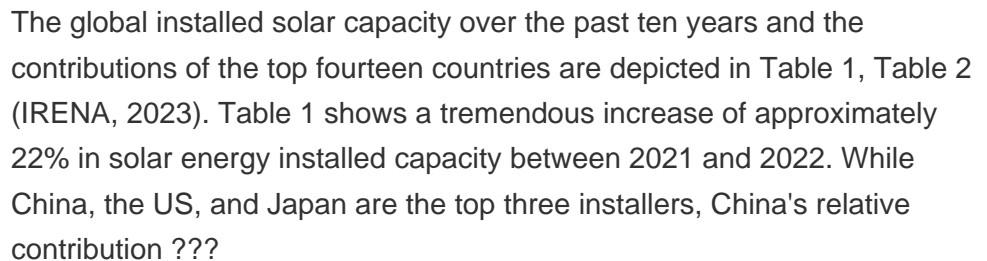 The global installed solar capacity over the past ten years and the
contributions of the top fourteen countries are depicted in Table 1, Table 2
(IRENA, 2023). Table 1 shows a tremendous increase of approximately
22% in solar energy installed capacity between 2021 and 2022. While
China, the US, and Japan are the top three installers, China's relative
contribution ???